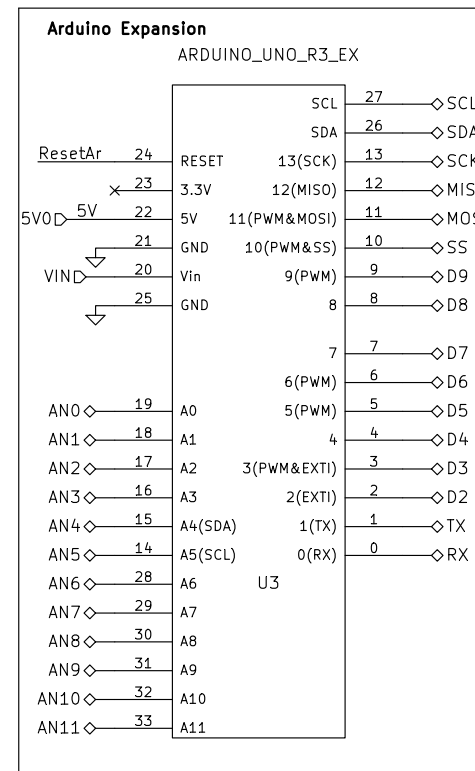 Arduino Expansion
ARDUINO_UNO_R3_EX
SCL 27 SCL
SDA 26 SDA
ResetAr 24 RESET 13(SCK) 13 SCK
23 3.3V 12(MISO) 12 MIS
5V0 5V 22 5V 11(PWM&MOSI) 11 MOS
21 GND 10(PWM&SS) 10 SS
VIN 20 Vin 9(PWM) 9 D9
25 GND 8 8 D8
7 7 D7
6(PWM) 6 D6
AN0 19 A0 5(PWM) 5 D5
AN1 18 A1 4 4 D4
AN2 17 A2 3(PWM&EXTI) 3 D3
AN3 16 A3 2(EXTI) 2 D2
AN4 15 A4(SDA) 1(TX) 1 TX
AN5 14 A5(SCL) 0(RX) 0 RX
AN6 28 A6 U3
AN7 29 A7
AN8 30 A8
AN9 31 A9
AN10 32 A10
AN11 33 A11